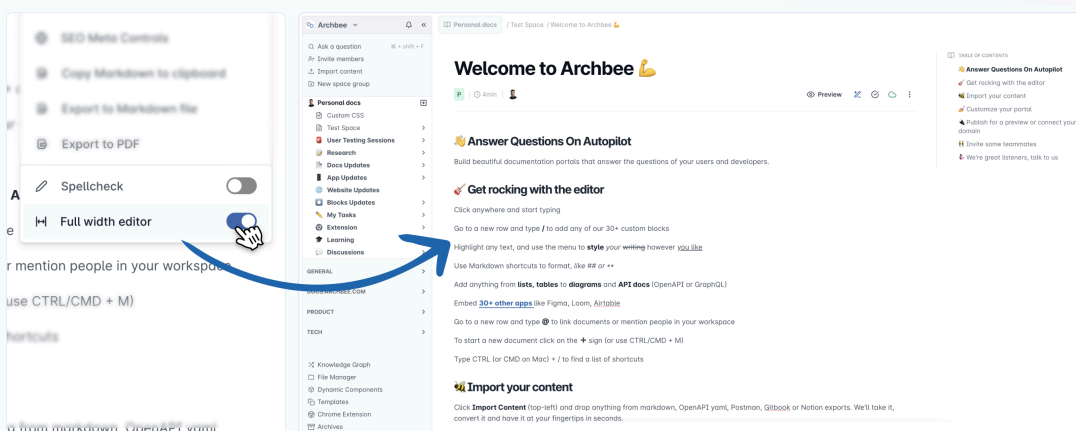 SEO Meta Controls
Copy Markdown to clipboard
Export to Markdown file
Export to PDF
Spellcheck
Full width editor
A
e
r mention people in your workspace
use CTRL/CMD + M)
hortcuts
g from markdown, OpenAPI yaml
Archbee
Ask a question ⌘ + shift + F
Invite members
Import content
New space group
Personal docs
Custom CSS
Test Space
User Testing Sessions
Research
Docs Updates
App Updates
Website Updates
Blocks Updates
My Tasks
Extension
Learning
Discussions
GENERAL
DOCS.ARCHBEE.COM
PRODUCT
TECH
Knowledge Graph
File Manager
Dynamic Components
Templates
Chrome Extension
Archives
Personal docs / Test Space / Welcome to Archbee 💪
Welcome to Archbee 💪
P 4min
Preview
👋 Answer Questions On Autopilot
Build beautiful documentation portals that answer the questions of your users and developers.
🎸 Get rocking with the editor
Click anywhere and start typing
Go to a new row and type / to add any of our 30+ custom blocks
Highlight any text, and use the menu to style your writing however you like
Use Markdown shortcuts to format, like ## or **
Add anything from lists, tables to diagrams and API docs (OpenAPI or GraphQL)
Embed 30+ other apps like Figma, Loom, Airtable
Go to a new row and type @ to link documents or mention people in your workspace
To start a new document click on the + sign (or use CTRL/CMD + M)
Type CTRL (or CMD on Mac) + / to find a list of shortcuts
🐝 Import your content
Click Import Content (top-left) and drop anything from markdown, OpenAPI yaml, Postman, Gitbook or Notion exports. We'll take it,
convert it and have it at your fingertips in seconds.
TABLE OF CONTENTS
👋 Answer Questions On Autopilot
🎸 Get rocking with the editor
🐝 Import your content
Customize your portal
Publish for a preview or connect your
domain
Invite some teammates
We're great listeners, talk to us